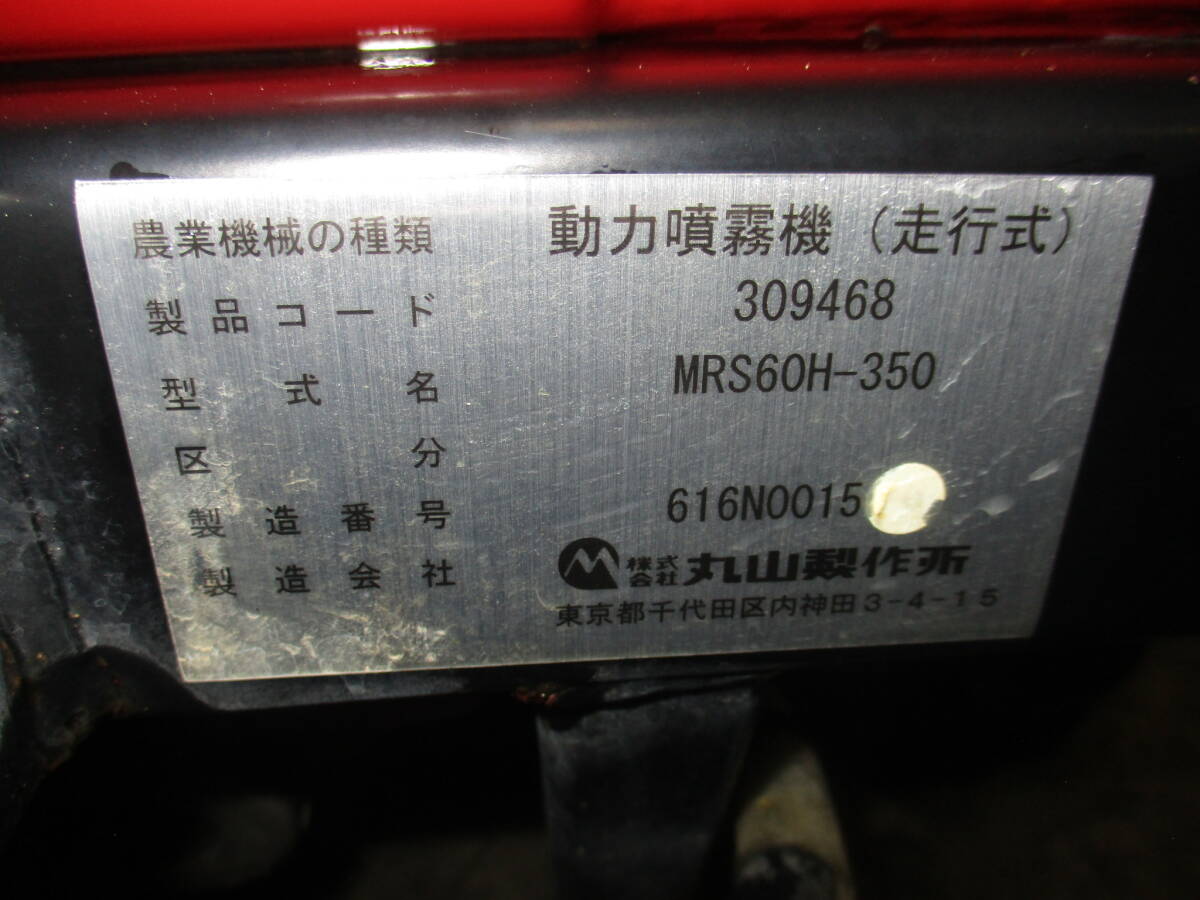 農業機械の種類 動力噴霧機（走行式）
製品コード 309468
型式名 MRS60H-350
区分
製造番号 616N0015
製造会社 株式会社 丸山製作所
東京都千代田区内神田3-4-15